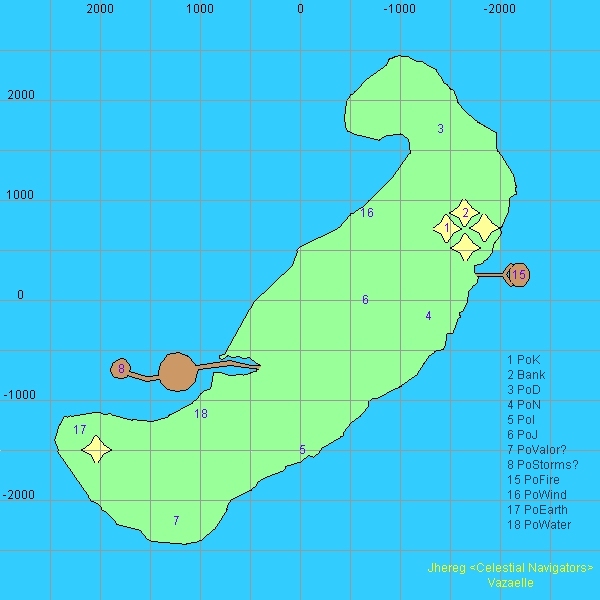 2000 1000 0 -1000 -2000
2000
3
1000
16 1 2
15
0
6
4
8
1 PoK
2 Bank
3 PoD
-1000
4 PoN
18
5 PoI
17
6 PoJ
5
7 PoValor?
8 PoStorms?
15 PoFire
-2000
16 PoWind
17 PoEarth
7
18 PoWater
Jhereg <Celestial Navigators>
Vazaelle